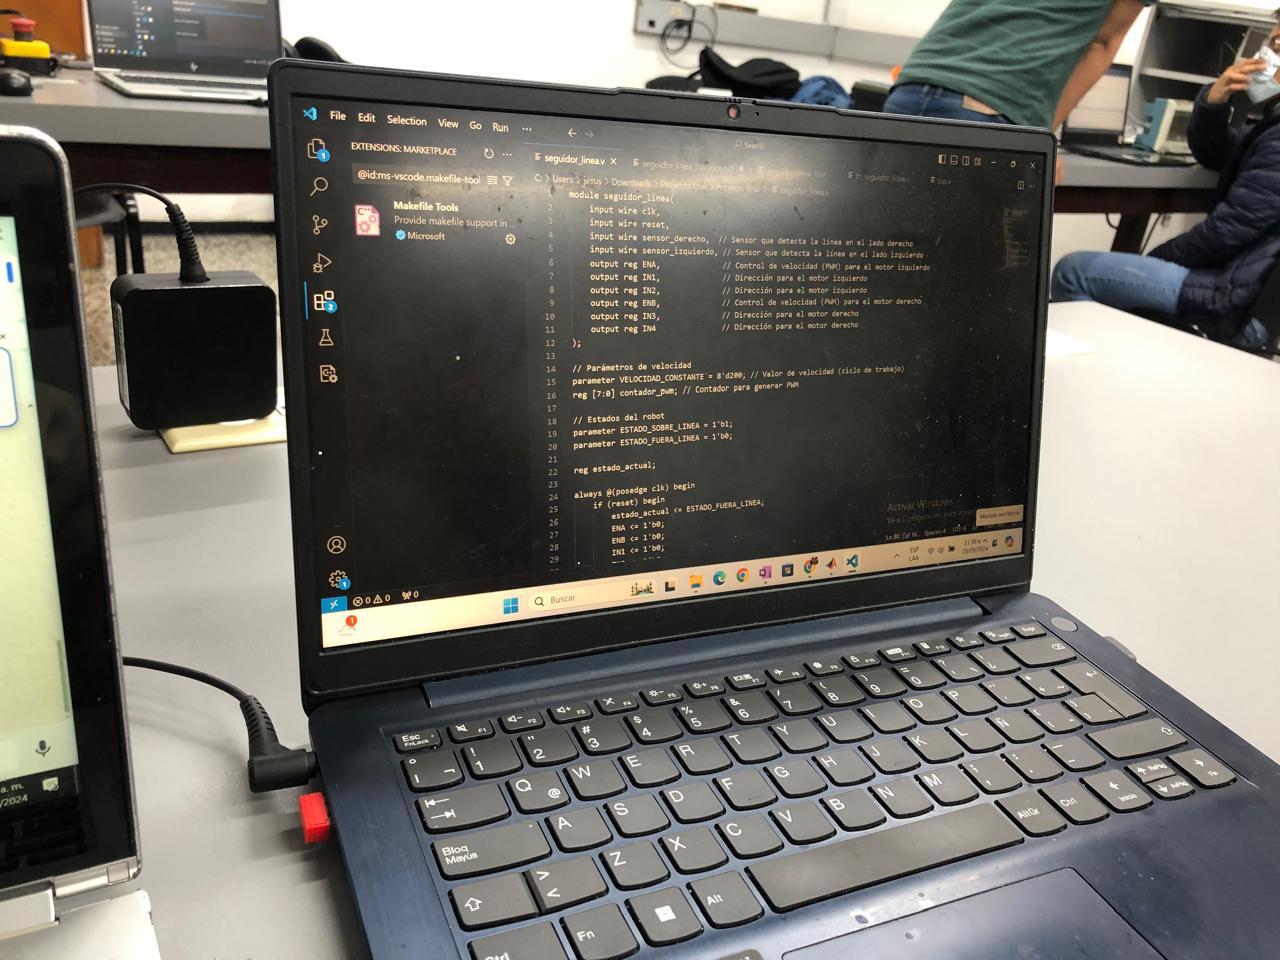 File Edit Selection View Go Run ···
Search
EXTENSIONS: MARKETPLACE
@id:ms-vscode.makefile-tool
Makefile Tools
Provide makefile support in ...
Microsoft
seguidor_linea.v
C: > Users > jesus > Downloads > Proyecto final > Proyecto final > seguidor_linea.v
module seguidor_linea(
2 input wire clk,
3 input wire reset,
4 input wire sensor_derecho, // Sensor que detecta la línea en el lado derecho
5 input wire sensor_izquierdo, // Sensor que detecta la línea en el lado izquierdo
6 output reg ENA, // Control de velocidad (PWM) para el motor izquierdo
7 output reg IN1, // Dirección para el motor izquierdo
8 output reg IN2, // Dirección para el motor izquierdo
9 output reg ENB, // Control de velocidad (PWM) para el motor derecho
10 output reg IN3, // Dirección para el motor derecho
11 output reg IN4 // Dirección para el motor derecho
12 );
13
14 // Parámetros de velocidad
15 parameter VELOCIDAD_CONSTANTE = 8'd200; // Valor de velocidad (ciclo de trabajo)
16 reg [7:0] contador_pwm; // Contador para generar PWM
17
18 // Estados del robot
19 parameter ESTADO_SOBRE_LINEA = 1'b1;
20 parameter ESTADO_FUERA_LINEA = 1'b0;
21
22 reg estado_actual;
23
24 always @(posedge clk) begin
25 if (reset) begin
26 estado_actual <= ESTADO_FUERA_LINEA;
27 ENA <= 1'b0;
28 ENB <= 1'b0;
29 IN1 <= 1'b0;
Activar Windows
Mostrar escritorio
Ln 80, Col 16 Spaces: 4
0 0 0
Buscar
ESP
LAA
11:38 a. m.
25/09/2024
a. m.
/2024
Esc
FnLock
F1 F2 F3 F4 F5 F6 F7 F8 F9 F10 F11 F12
! 1 " 2 # 3 $ 4 % 5 & 6 / 7 ( 8 ) 9 = 0 ? ¿
Q @ W E R T Y U I O P
Bloq
Mayús
A S D F G H J K L Ñ
> < Z X C V B N M ; , : . -
Ctrl Fn Alt AltGr Ctrl
Inicio RePág AvPág Fin